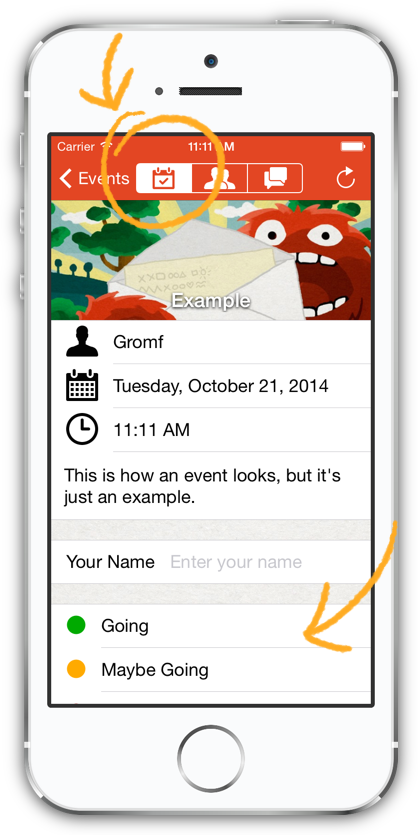 Carrier 11:11 AM
Events
Example
Gromf
Tuesday, October 21, 2014
11:11 AM
This is how an event looks, but it's
just an example.
Your Name Enter your name
Going
Maybe Going